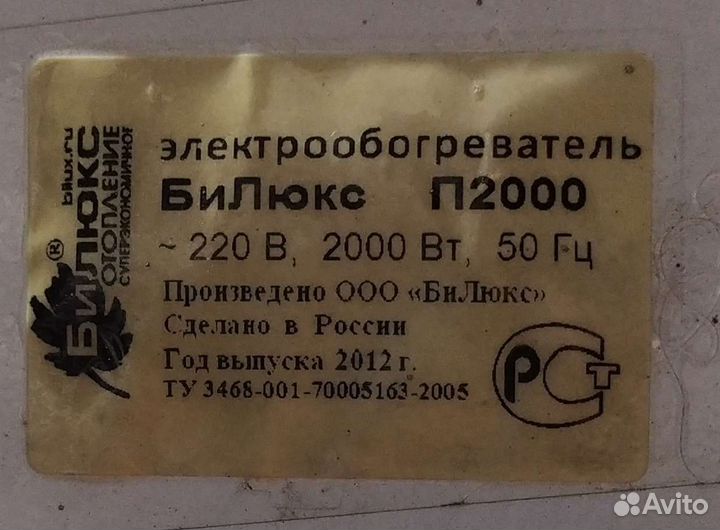 bilux.ru
БИЛЮКС®
ОТОПЛЕНИЕ
СУПЕРЭКОНОМИЧНОЕ
электрообогреватель
БиЛюкс П2000
~ 220 В, 2000 Вт, 50 Гц
Произведено ООО «БиЛюкс»
Сделано в России
Год выпуска 2012 г.
ТУ 3468-001-70005163-2005
РСТ
Avito